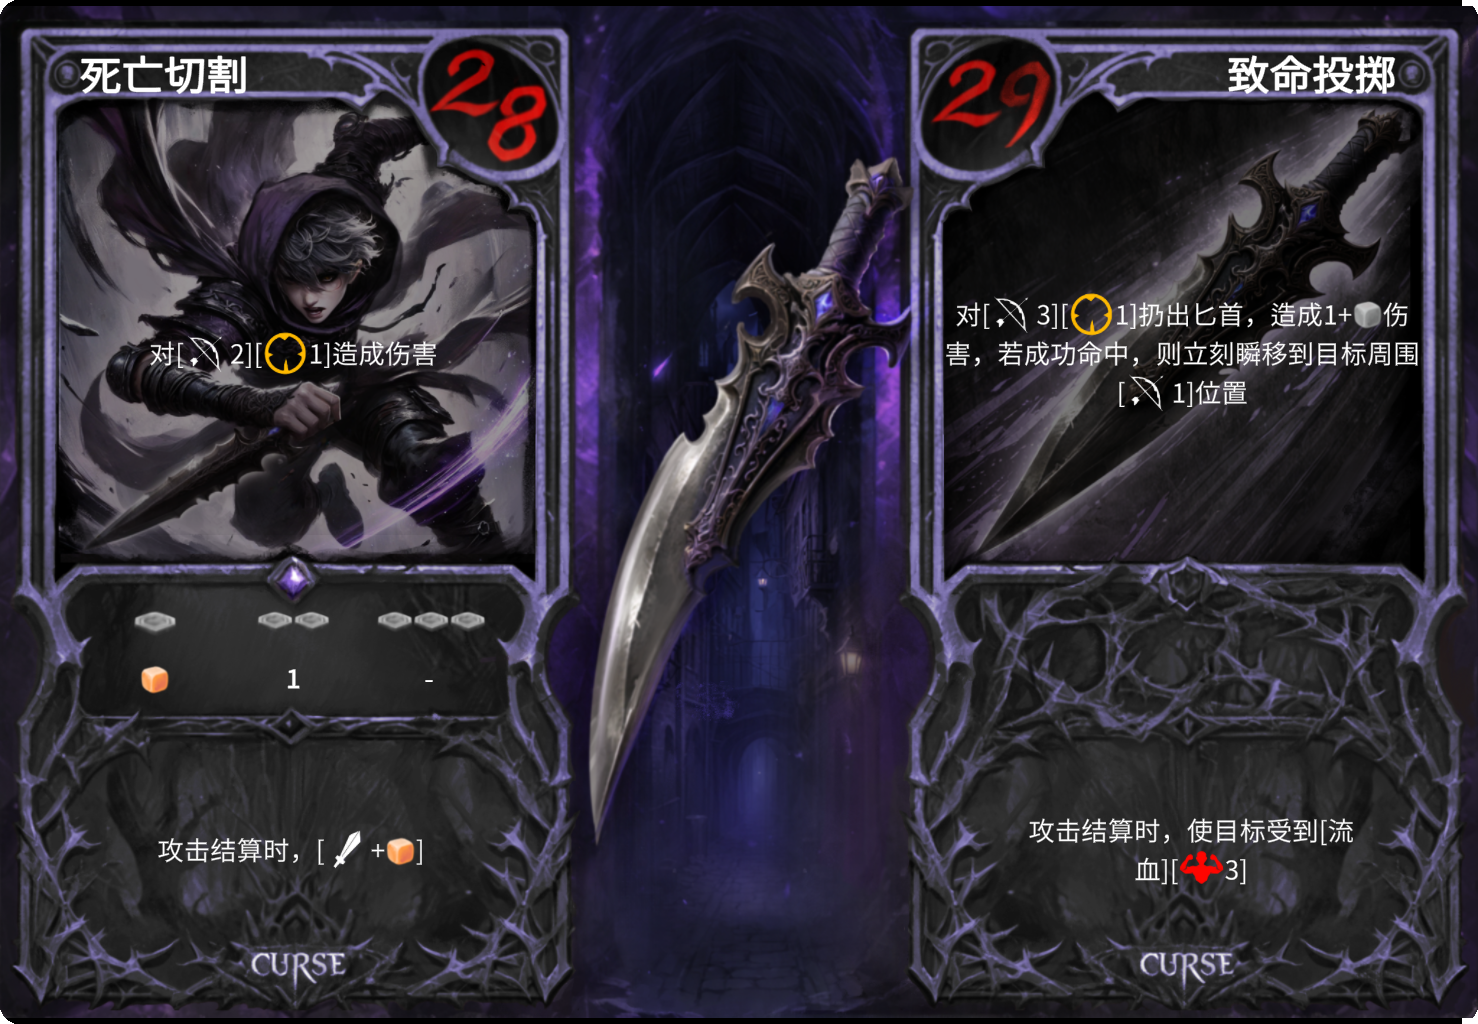 死亡切割
28
对[2][1]造成伤害
1
-
攻击结算时，[+]
CURSE
29
致命投掷
对[3][1]扔出匕首，造成1+伤
害，若成功命中，则立刻瞬移到目标周围
[1]位置
攻击结算时，使目标受到[流
血][3]
CURSE